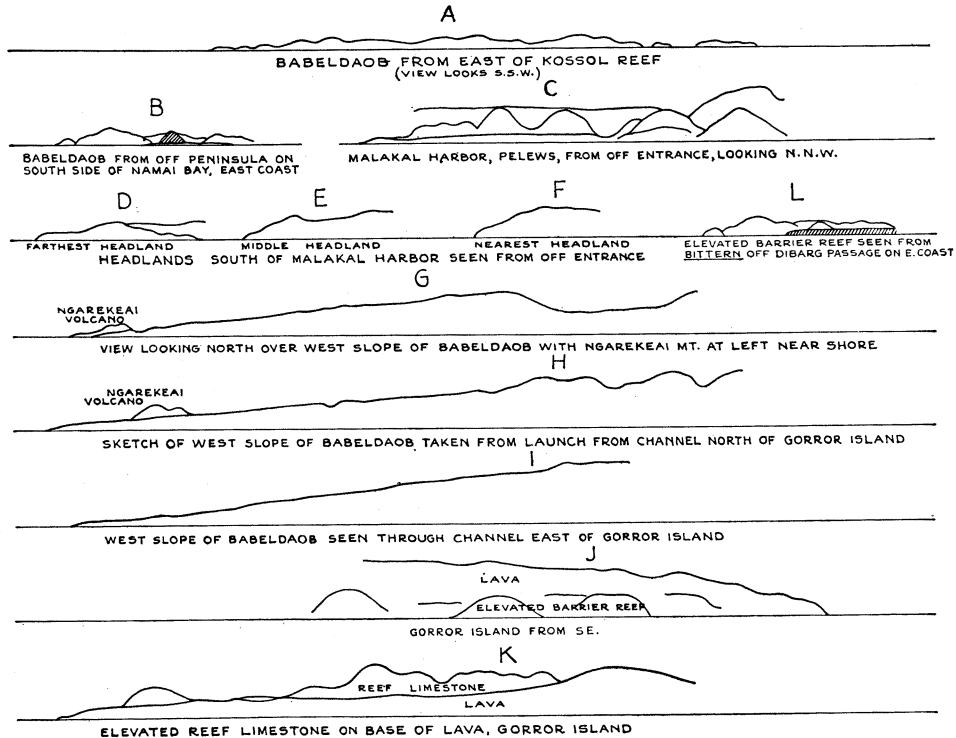 A
BABELDAOB FROM EAST OF KOSSOL REEF
(VIEW LOOKS S.S.W.)
B
BABELDAOB FROM OFF PENINSULA ON
SOUTH SIDE OF NAMAI BAY, EAST COAST
C
MALAKAL HARBOR, PELEWS, FROM OFF ENTRANCE, LOOKING N.N.W.
D
FARTHEST HEADLAND
E
MIDDLE HEADLAND
F
NEAREST HEADLAND
HEADLANDS SOUTH OF MALAKAL HARBOR SEEN FROM OFF ENTRANCE
L
ELEVATED BARRIER REEF SEEN FROM
BITTERN OFF DIBARG PASSAGE ON E. COAST
G
NGAREKEAI
VOLCANO
VIEW LOOKING NORTH OVER WEST SLOPE OF BABELDAOB WITH NGAREKEAI MT. AT LEFT NEAR SHORE
H
NGAREKEAI
VOLCANO
SKETCH OF WEST SLOPE OF BABELDAOB TAKEN FROM LAUNCH FROM CHANNEL NORTH OF GORROR ISLAND
I
WEST SLOPE OF BABELDAOB SEEN THROUGH CHANNEL EAST OF GORROR ISLAND
J
LAVA
ELEVATED BARRIER REEF
GORROR ISLAND FROM SE.
K
REEF LIMESTONE
LAVA
ELEVATED REEF LIMESTONE ON BASE OF LAVA, GORROR ISLAND